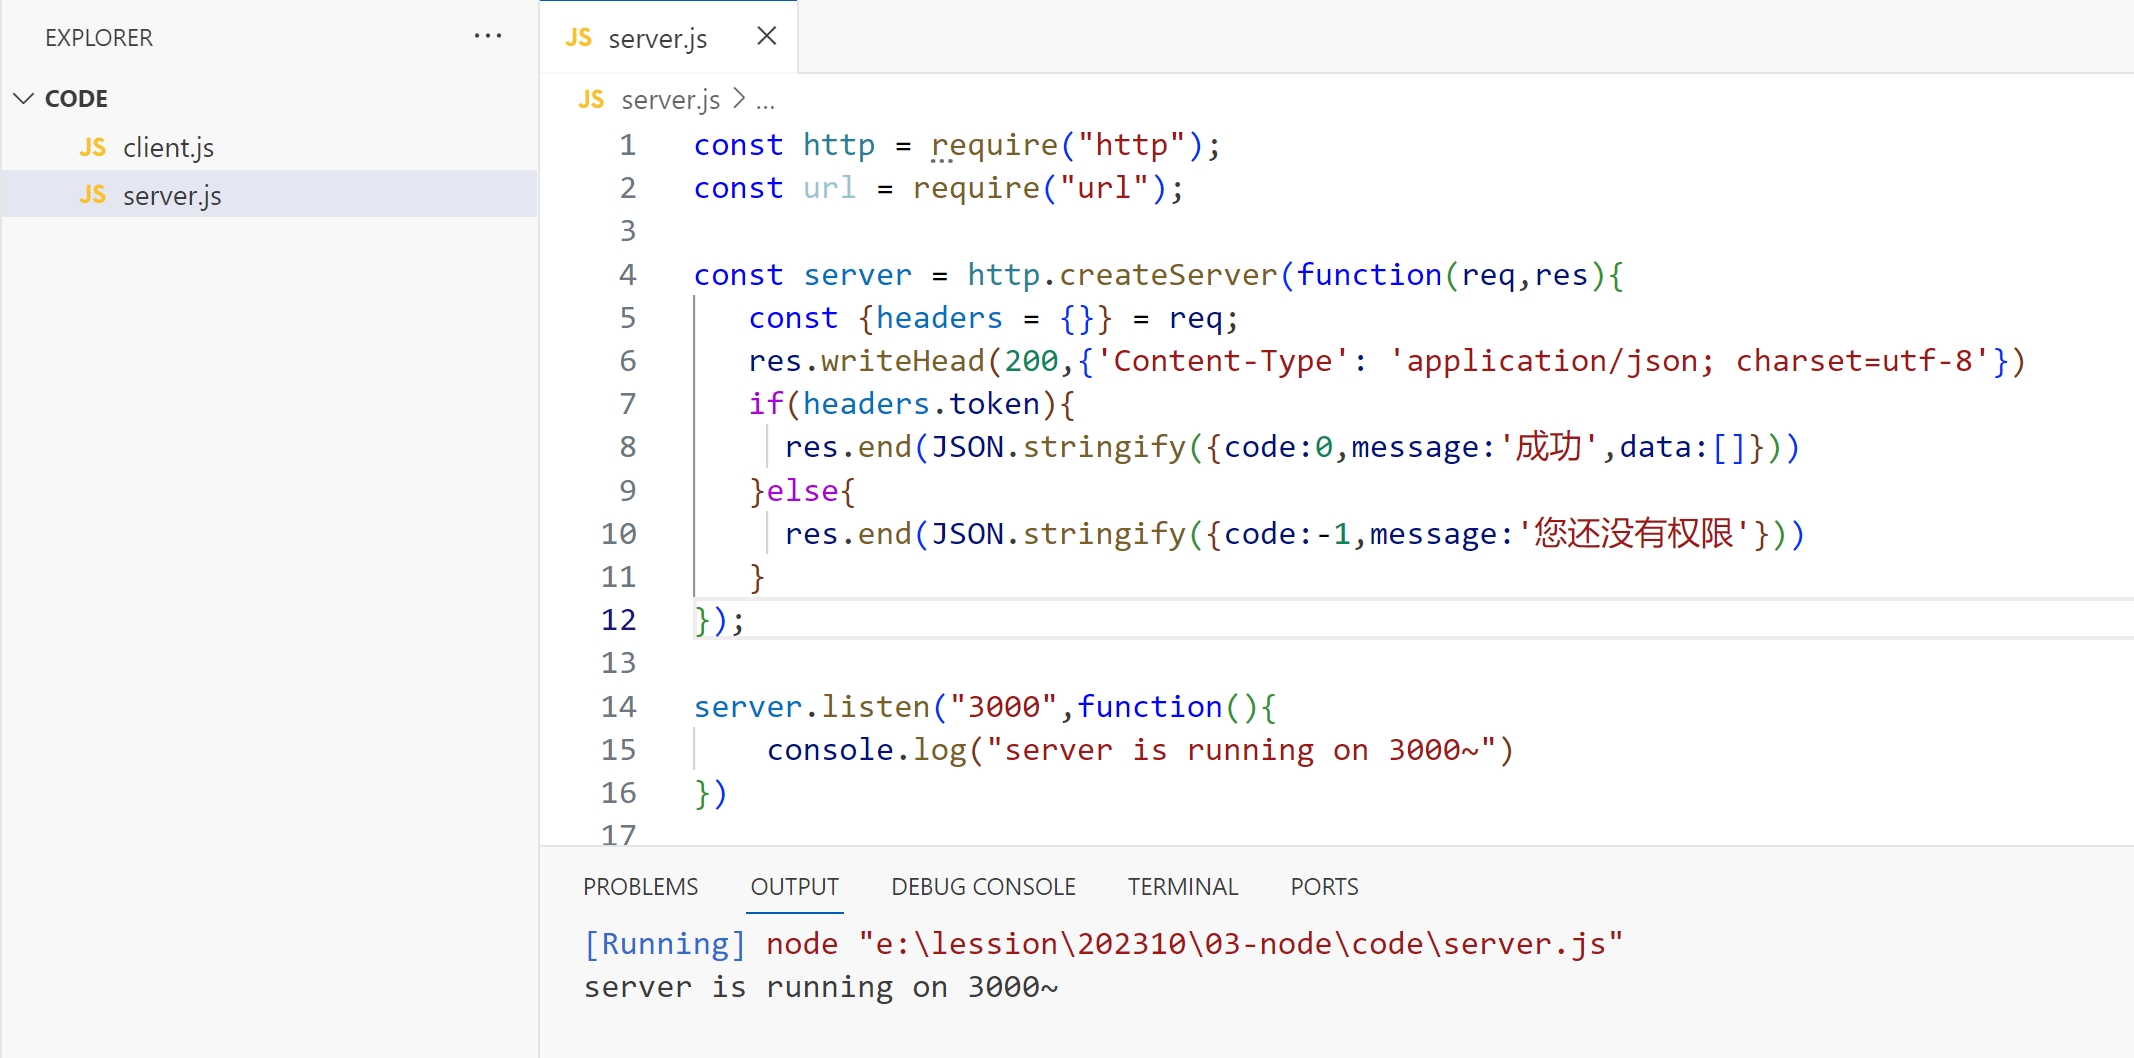 EXPLORER
CODE
JS client.js
JS server.js
JS server.js
JS server.js > ...
1 const http = require("http");
2 const url = require("url");
3
4 const server = http.createServer(function(req,res){
5 const {headers = {}} = req;
6 res.writeHead(200,{'Content-Type': 'application/json; charset=utf-8'})
7 if(headers.token){
8 res.end(JSON.stringify({code:0,message:'成功',data:[]}))
9 }else{
10 res.end(JSON.stringify({code:-1,message:'您还没有权限'}))
11 }
12 });
13
14 server.listen("3000",function(){
15 console.log("server is running on 3000~")
16 })
17
PROBLEMS OUTPUT DEBUG CONSOLE TERMINAL PORTS
[Running] node "e:\lession\202310\03-node\code\server.js"
server is running on 3000~